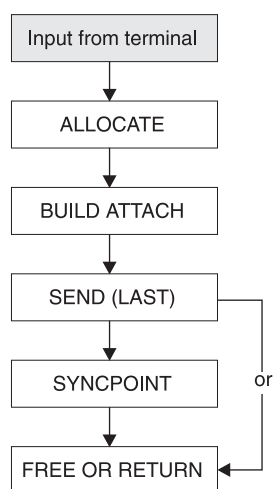 Input from terminal
ALLOCATE
BUILD ATTACH
SEND (LAST)
SYNCPOINT
or
FREE OR RETURN